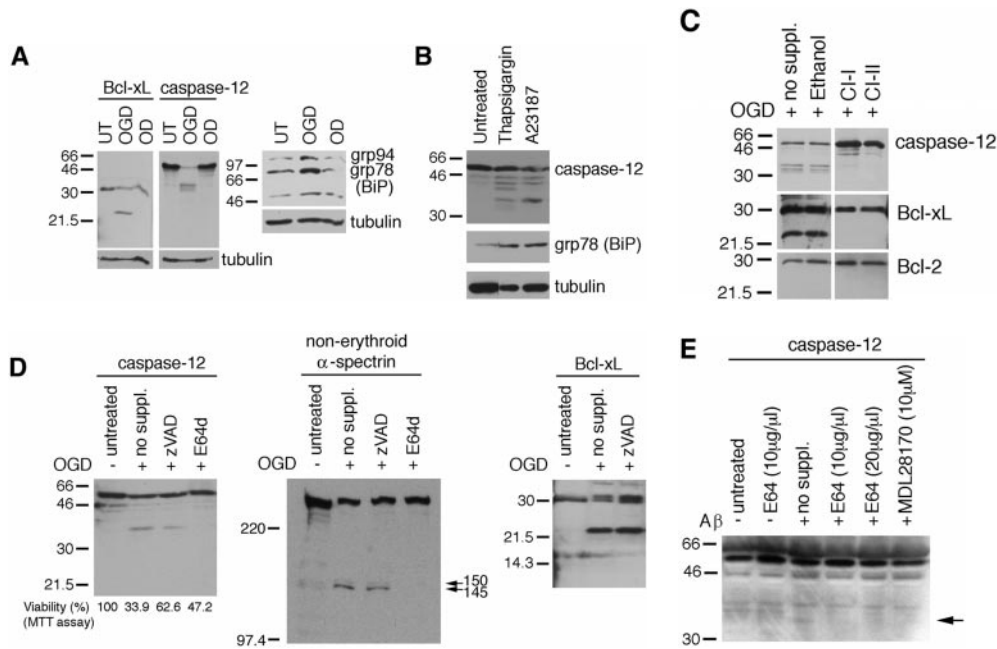 A
Bcl-xL caspase-12
UT OGD OD UT OGD OD
66
46
30
21.5
tubulin
UT OGD OD
97
66
46
grp94
grp78
(BiP)
tubulin
B
Untreated Thapsigargin A23187
66
46
30
caspase-12
grp78 (BiP)
tubulin
C
no suppl. Ethanol CI-I CI-II
OGD + + + +
66
46
30
caspase-12
30
21.5
Bcl-xL
30
21.5
Bcl-2
D
caspase-12
untreated no suppl. zVAD E64d
OGD - + + +
66
46
30
21.5
Viability (%) 100 33.9 62.6 47.2
(MTT assay)
non-erythroid
α-spectrin
untreated no suppl. zVAD E64d
OGD - + + +
220
97.4
150
145
Bcl-xL
untreated no suppl. zVAD
OGD - + +
30
21.5
14.3
E
caspase-12
untreated E64 (10µg/µl) no suppl. E64 (10µg/µl) E64 (20µg/µl) MDL28170 (10µM)
Aβ - - + + + +
66
46
30